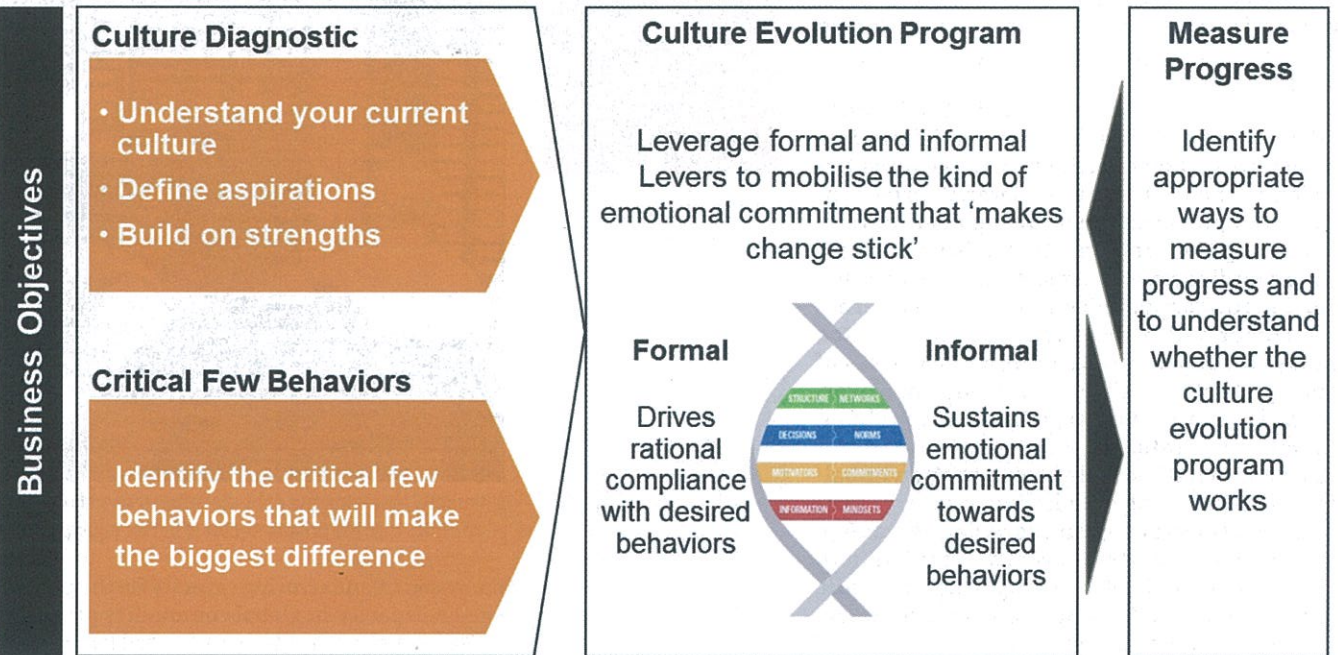 Business Objectives
Culture Diagnostic
• Understand your current
culture
• Define aspirations
• Build on strengths
Critical Few Behaviors
Identify the critical few
behaviors that will make
the biggest difference
Culture Evolution Program
Leverage formal and informal
Levers to mobilise the kind of
emotional commitment that ‘makes
change stick’
Formal
Drives
rational
compliance
with desired
behaviors
STRUCTURE NETWORKS
DECISIONS NORMS
MOTIVATORS COMMITMENTS
INFORMATION MINDSETS
Informal
Sustains
emotional
commitment
towards
desired
behaviors
Measure
Progress
Identify
appropriate
ways to
measure
progress and
to understand
whether the
culture
evolution
program
works